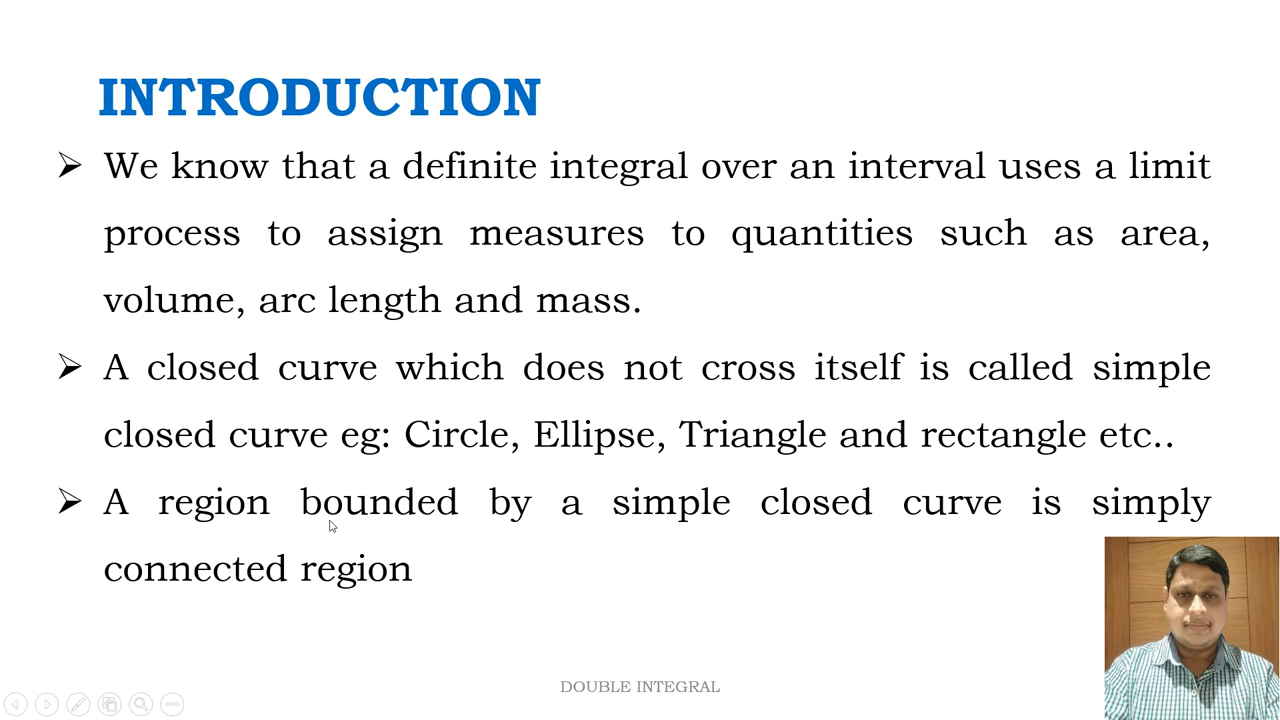 INTRODUCTION
We know that a definite integral over an interval uses a limit
process to assign measures to quantities such as area,
volume, arc length and mass.
A closed curve which does not cross itself is called simple
closed curve eg: Circle, Ellipse, Triangle and rectangle etc..
A region bounded by a simple closed curve is simply
connected region
DOUBLE INTEGRAL